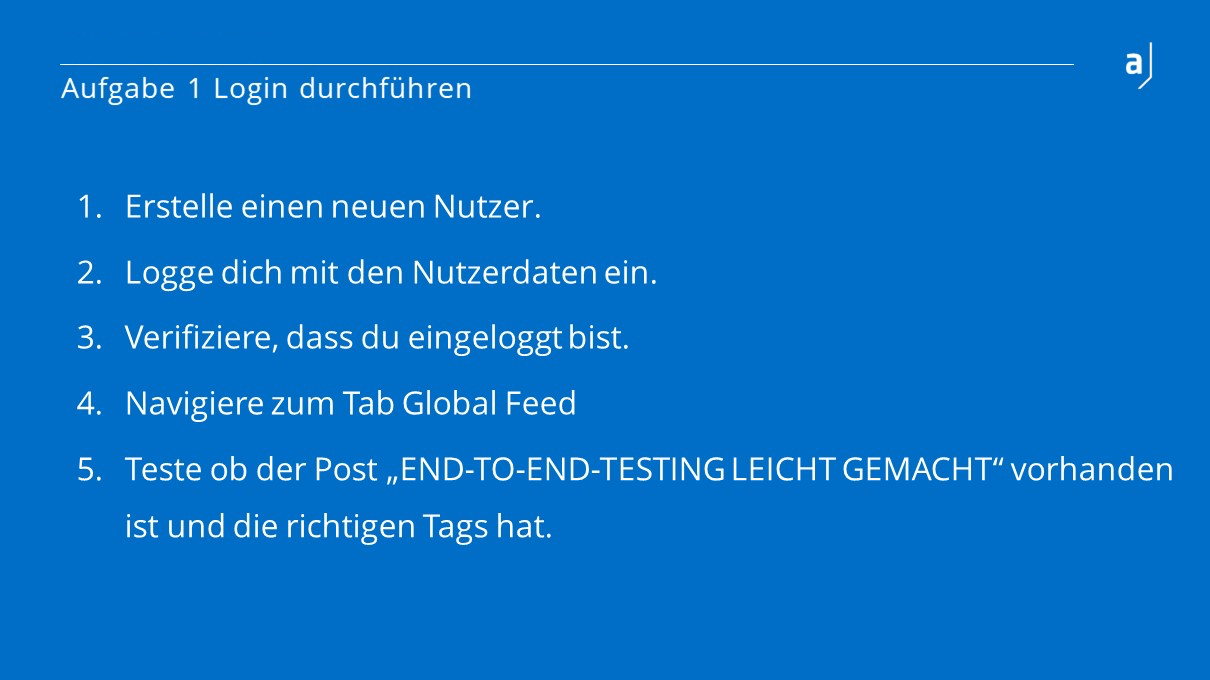 a
Aufgabe 1 Login durchführen
1. Erstelle einen neuen Nutzer.
2. Logge dich mit den Nutzerdaten ein.
3. Verifiziere, dass du eingeloggt bist.
4. Navigiere zum Tab Global Feed
5. Teste ob der Post „END-TO-END-TESTING LEICHT GEMACHT“ vorhanden
ist und die richtigen Tags hat.